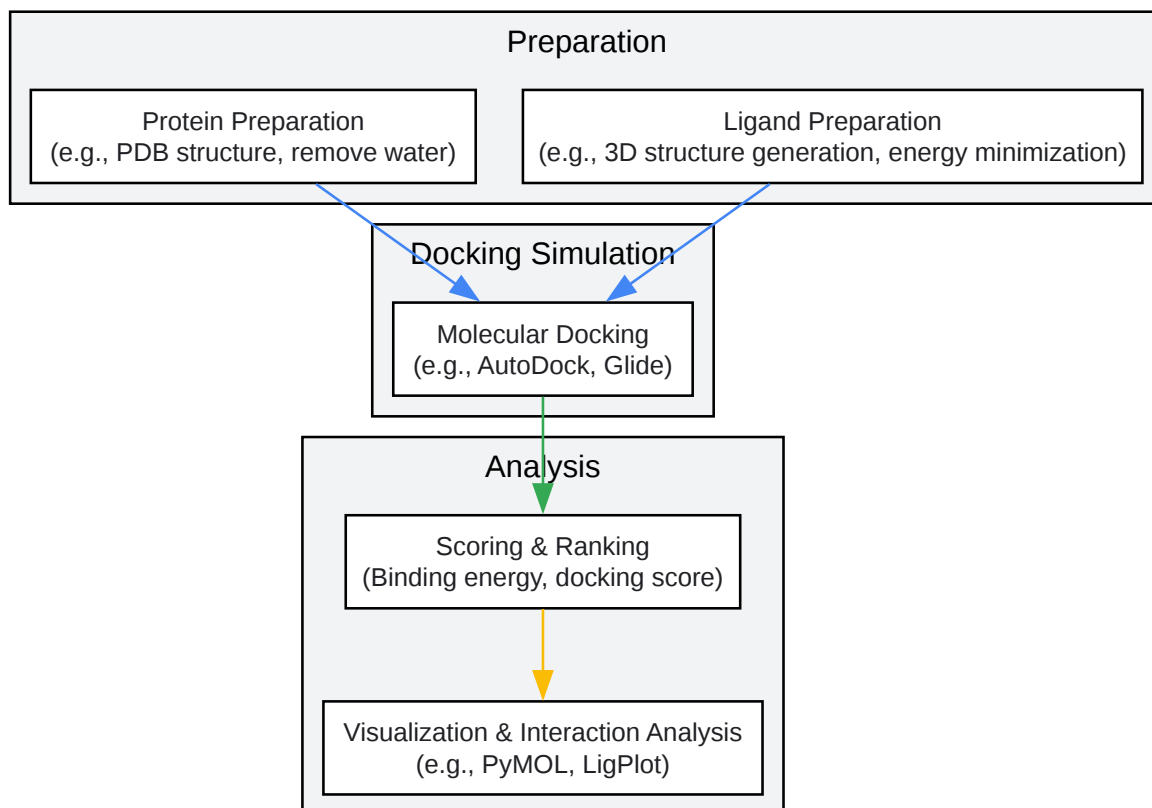 Preparation
Protein Preparation
(e.g., PDB structure, remove water)
Ligand Preparation
(e.g., 3D structure generation, energy minimization)
Docking Simulation
Molecular Docking
(e.g., AutoDock, Glide)
Analysis
Scoring & Ranking
(Binding energy, docking score)
Visualization & Interaction Analysis
(e.g., PyMOL, LigPlot)